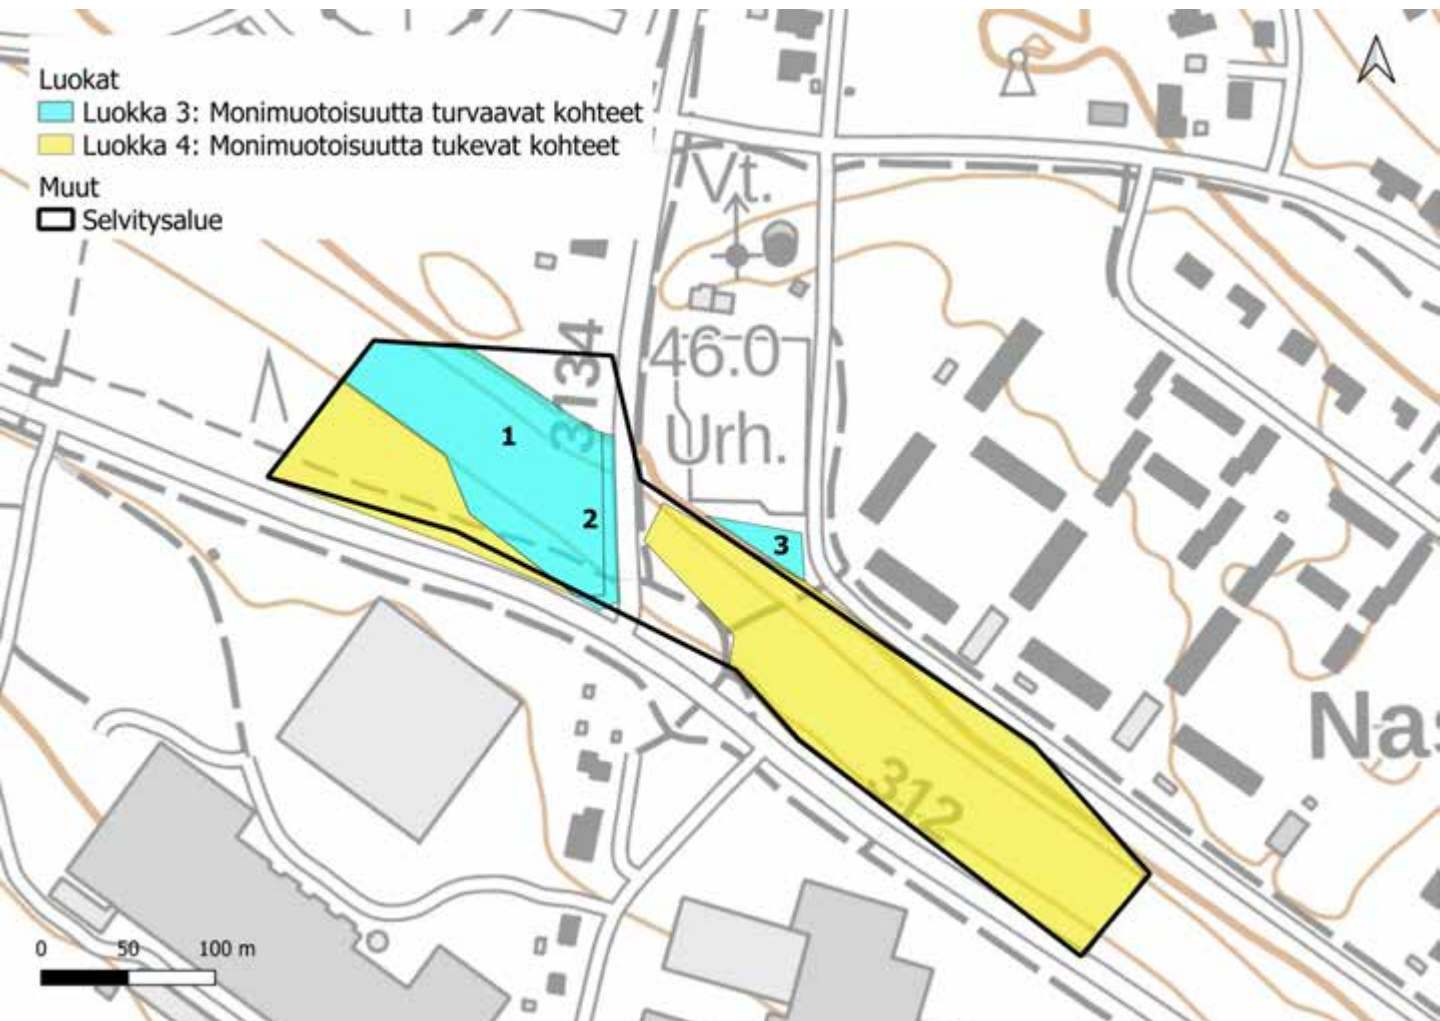 Luokat
Luokka 3: Monimuotoisuutta turvaavat kohteet
Luokka 4: Monimuotoisuutta tukevat kohteet
Muut
Selvitysalue
Vt.
3134
46.0
Urh.
1
2
3
312
Nas
0 50 100 m